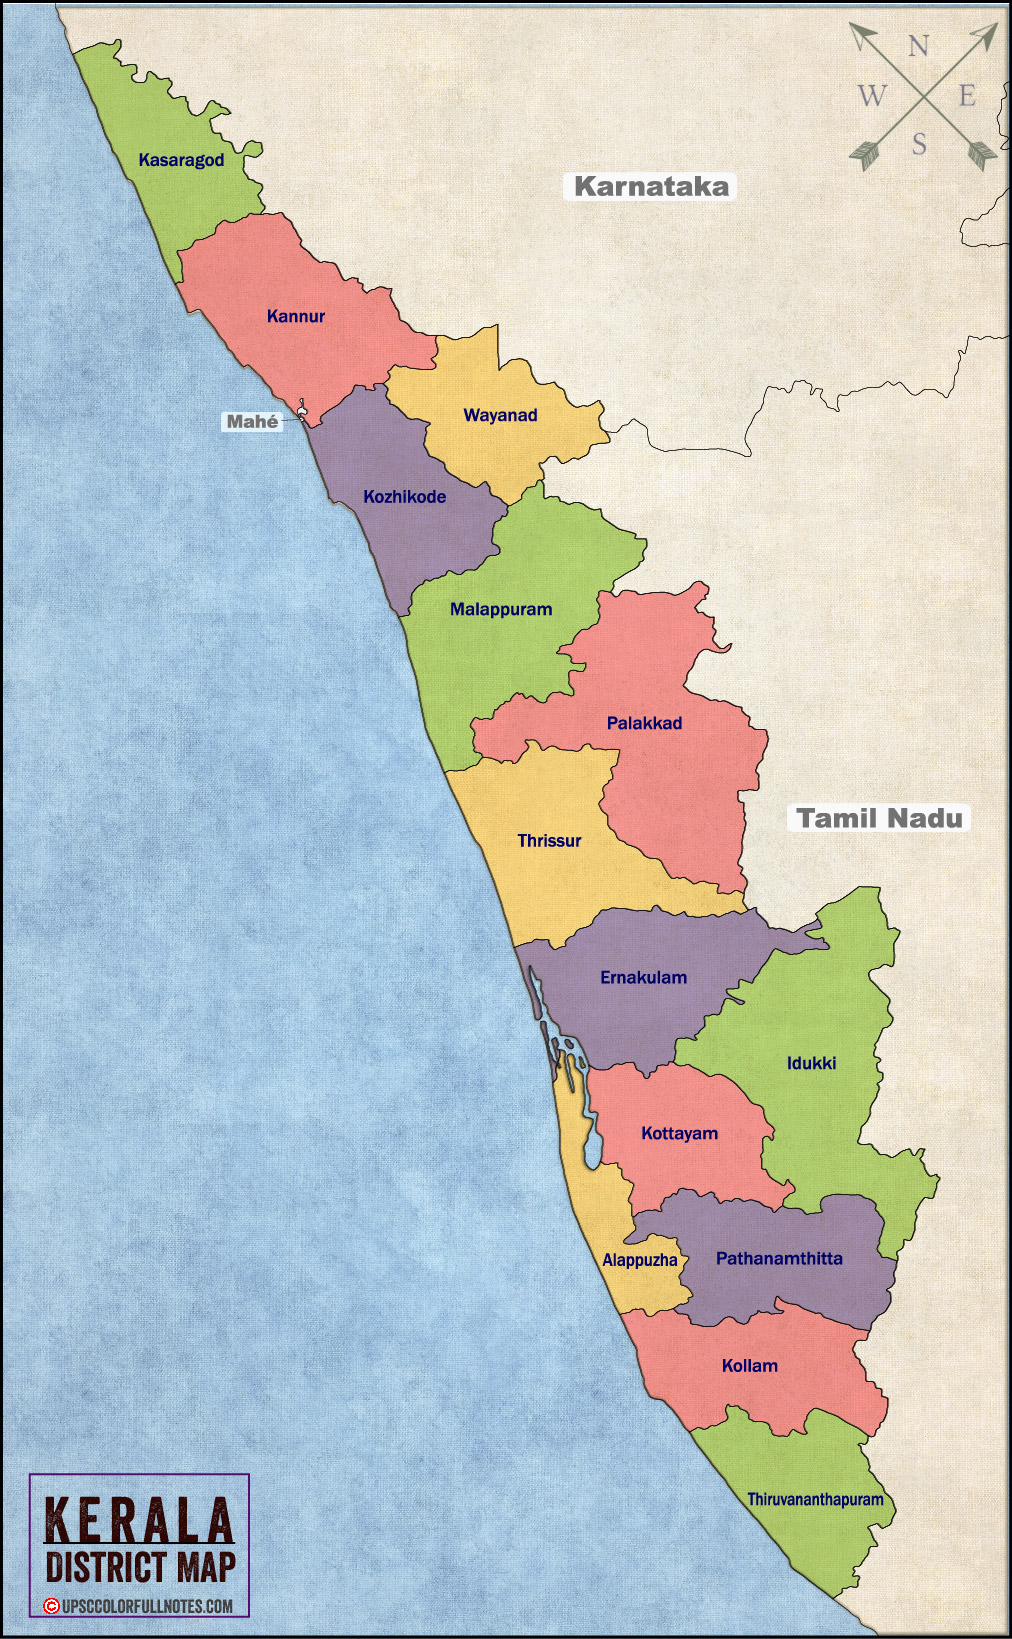 N
W E
S
Kasaragod
Karnataka
Kannur
Wayanad
Mahé
Kozhikode
Malappuram
Palakkad
Tamil Nadu
Thrissur
Ernakulam
Idukki
Kottayam
Alappuzha
Pathanamthitta
Kollam
Thiruvananthapuram
KERALA
DISTRICT MAP
©UPSCCOLORFULLNOTES.COM